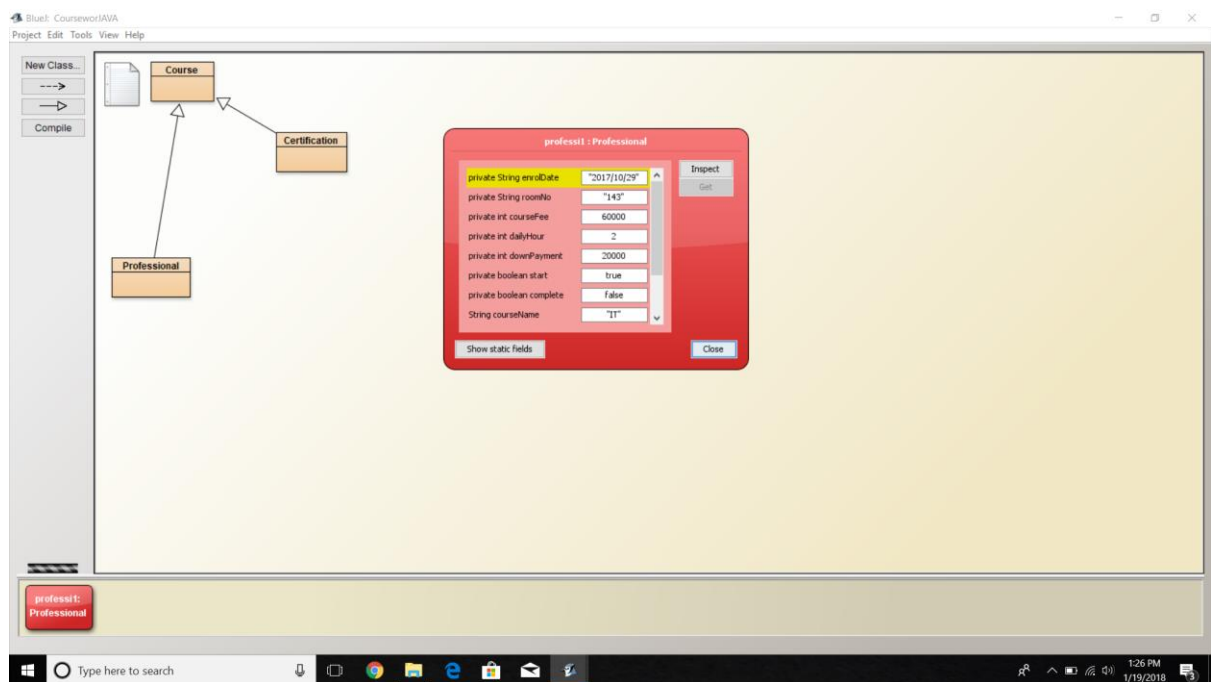 BlueJ: CourseworJAVA
Project Edit Tools View Help
New Class...
Compile
Course
Certification
Professional
professi1 : Professional
private String enrolDate "2017/10/29"
private String roomNo "143"
private int courseFee 60000
private int dailyHour 2
private int downPayment 20000
private boolean start true
private boolean complete false
String courseName "IT"
Inspect
Get
Show static fields
Close
professi1:
Professional
Type here to search
1:26 PM
1/19/2018
3